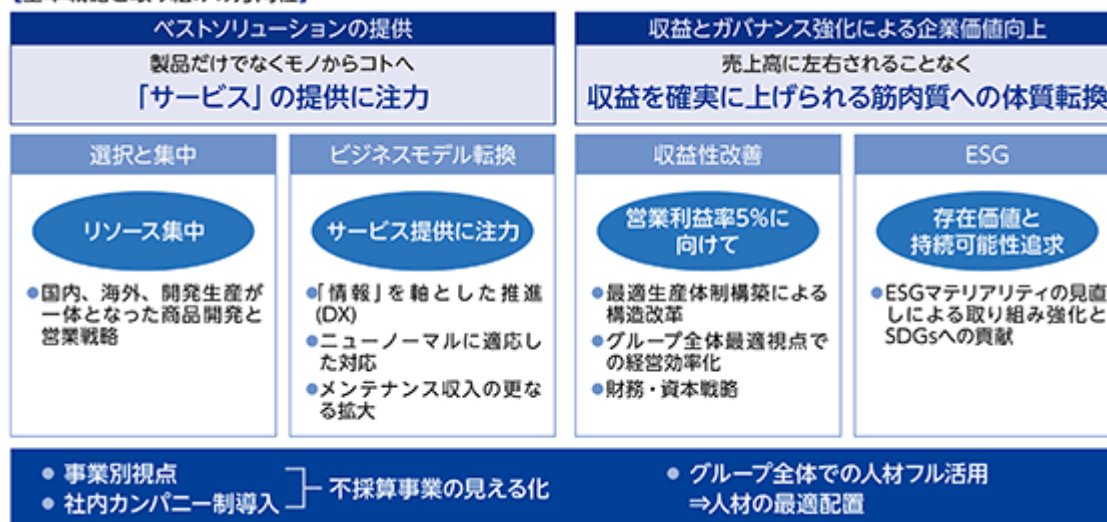 ベストソリューションの提供
製品だけでなくモノからコトへ
「サービス」の提供に注力
収益とガバナンス強化による企業価値向上
売上高に左右されることなく
収益を確実に上げられる筋肉質への体質転換
選択と集中
リソース集中
●国内、海外、開発生産が
一体となった商品開発と
営業戦略
ビジネスモデル転換
サービス提供に注力
●「情報」を軸とした推進
(DX)
●ニューノーマルに適応し
た対応
●メンテナンス収入の更な
る拡大
収益性改善
営業利益率5%に
向けて
●最適生産体制構築による
構造改革
●グループ全体最適視点で
の経営効率化
●財務・資本戦略
ESG
存在価値と
持続可能性追求
●ESGマテリアリティの見直
しによる取り組み強化と
SDGsへの貢献
● 事業別視点
● 社内カンパニー制導入
不採算事業の見える化
● グループ全体での人材フル活用
⇒人材の最適配置